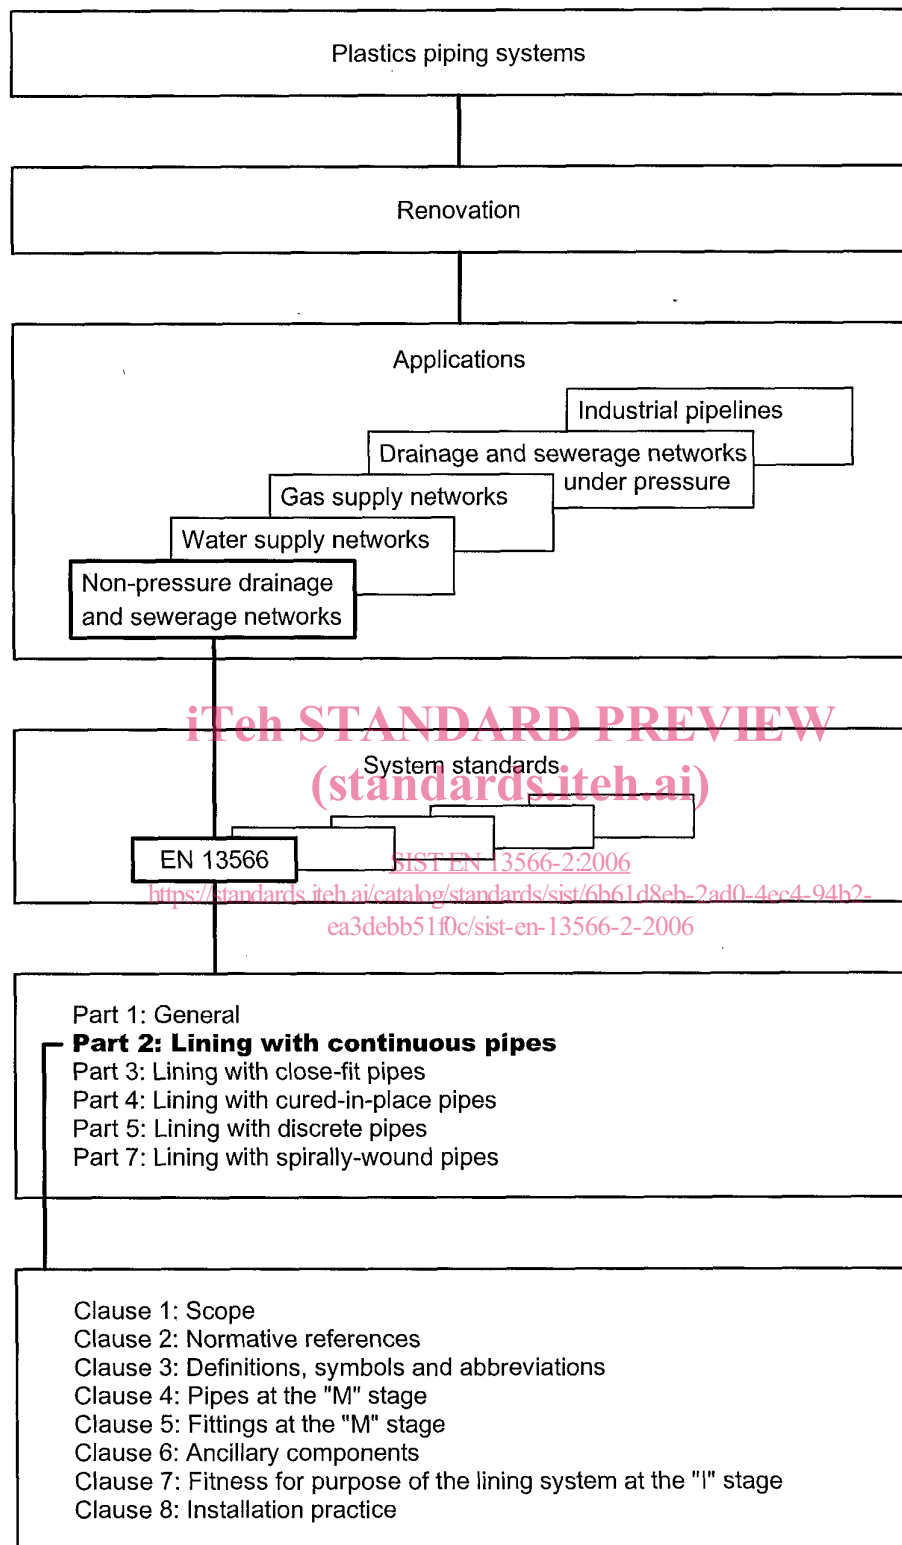 Plastics piping systems
Renovation
Applications
Industrial pipelines
Drainage and sewerage networks
under pressure
Gas supply networks
Water supply networks
Non-pressure drainage
and sewerage networks
iTeh STANDARD PREVIEW
System standards
(standards.iteh.ai)
EN 13566
SIST EN 13566-2:2006
https://standards.iteh.ai/catalog/standards/sist/6b61d8eb-2ad0-4ec4-94b2-
ea3debb51f0c/sist-en-13566-2-2006
Part 1: General
Part 2: Lining with continuous pipes
Part 3: Lining with close-fit pipes
Part 4: Lining with cured-in-place pipes
Part 5: Lining with discrete pipes
Part 7: Lining with spirally-wound pipes
Clause 1: Scope
Clause 2: Normative references
Clause 3: Definitions, symbols and abbreviations
Clause 4: Pipes at the "M" stage
Clause 5: Fittings at the "M" stage
Clause 6: Ancillary components
Clause 7: Fitness for purpose of the lining system at the "I" stage
Clause 8: Installation practice